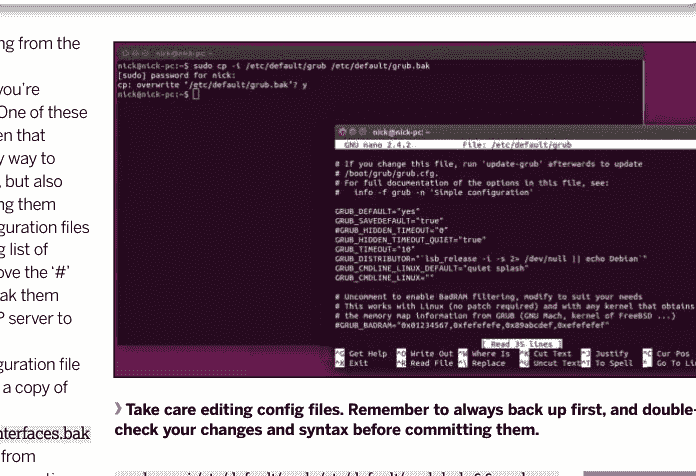 ng from the
you're
One of these
en that
y way to
, but also
ng them
guration files
g list of
ove the ‘#’
ak them
P server to
guration file
a copy of
nterfaces.bak
from
nick@nick-pc: ~
nick@nick-pc:~$ sudo cp -i /etc/default/grub /etc/default/grub.bak
[sudo] password for nick:
cp: overwrite '/etc/default/grub.bak'? y
nick@nick-pc:~$
nick@nick-pc: ~
GNU nano 2.4.2 File: /etc/default/grub
# If you change this file, run 'update-grub' afterwards to update
# /boot/grub/grub.cfg.
# For full documentation of the options in this file, see:
# info -f grub -n 'Simple configuration'
GRUB_DEFAULT="yes"
GRUB_SAVEDEFAULT="true"
#GRUB_HIDDEN_TIMEOUT="0"
GRUB_HIDDEN_TIMEOUT_QUIET="true"
GRUB_TIMEOUT="10"
GRUB_DISTRIBUTOR="`lsb_release -i -s 2> /dev/null || echo Debian`"
GRUB_CMDLINE_LINUX_DEFAULT="quiet splash"
GRUB_CMDLINE_LINUX=""
# Uncomment to enable BadRAM filtering, modify to suit your needs
# This works with Linux (no patch required) and with any kernel that obtains
# the memory map information from GRUB (GNU Mach, kernel of FreeBSD ...)
#GRUB_BADRAM="0x01234567,0xfefefefe,0x89abcdef,0xefefefef"
[ Read 35 lines ]
^G Get Help ^O Write Out ^W Where Is ^K Cut Text ^J Justify ^C Cur Pos
^X Exit ^R Read File ^\ Replace ^U Uncut Text ^T To Spell ^_ Go To Li
❯ Take care editing config files. Remember to always back up first, and double-
check your changes and syntax before committing them.